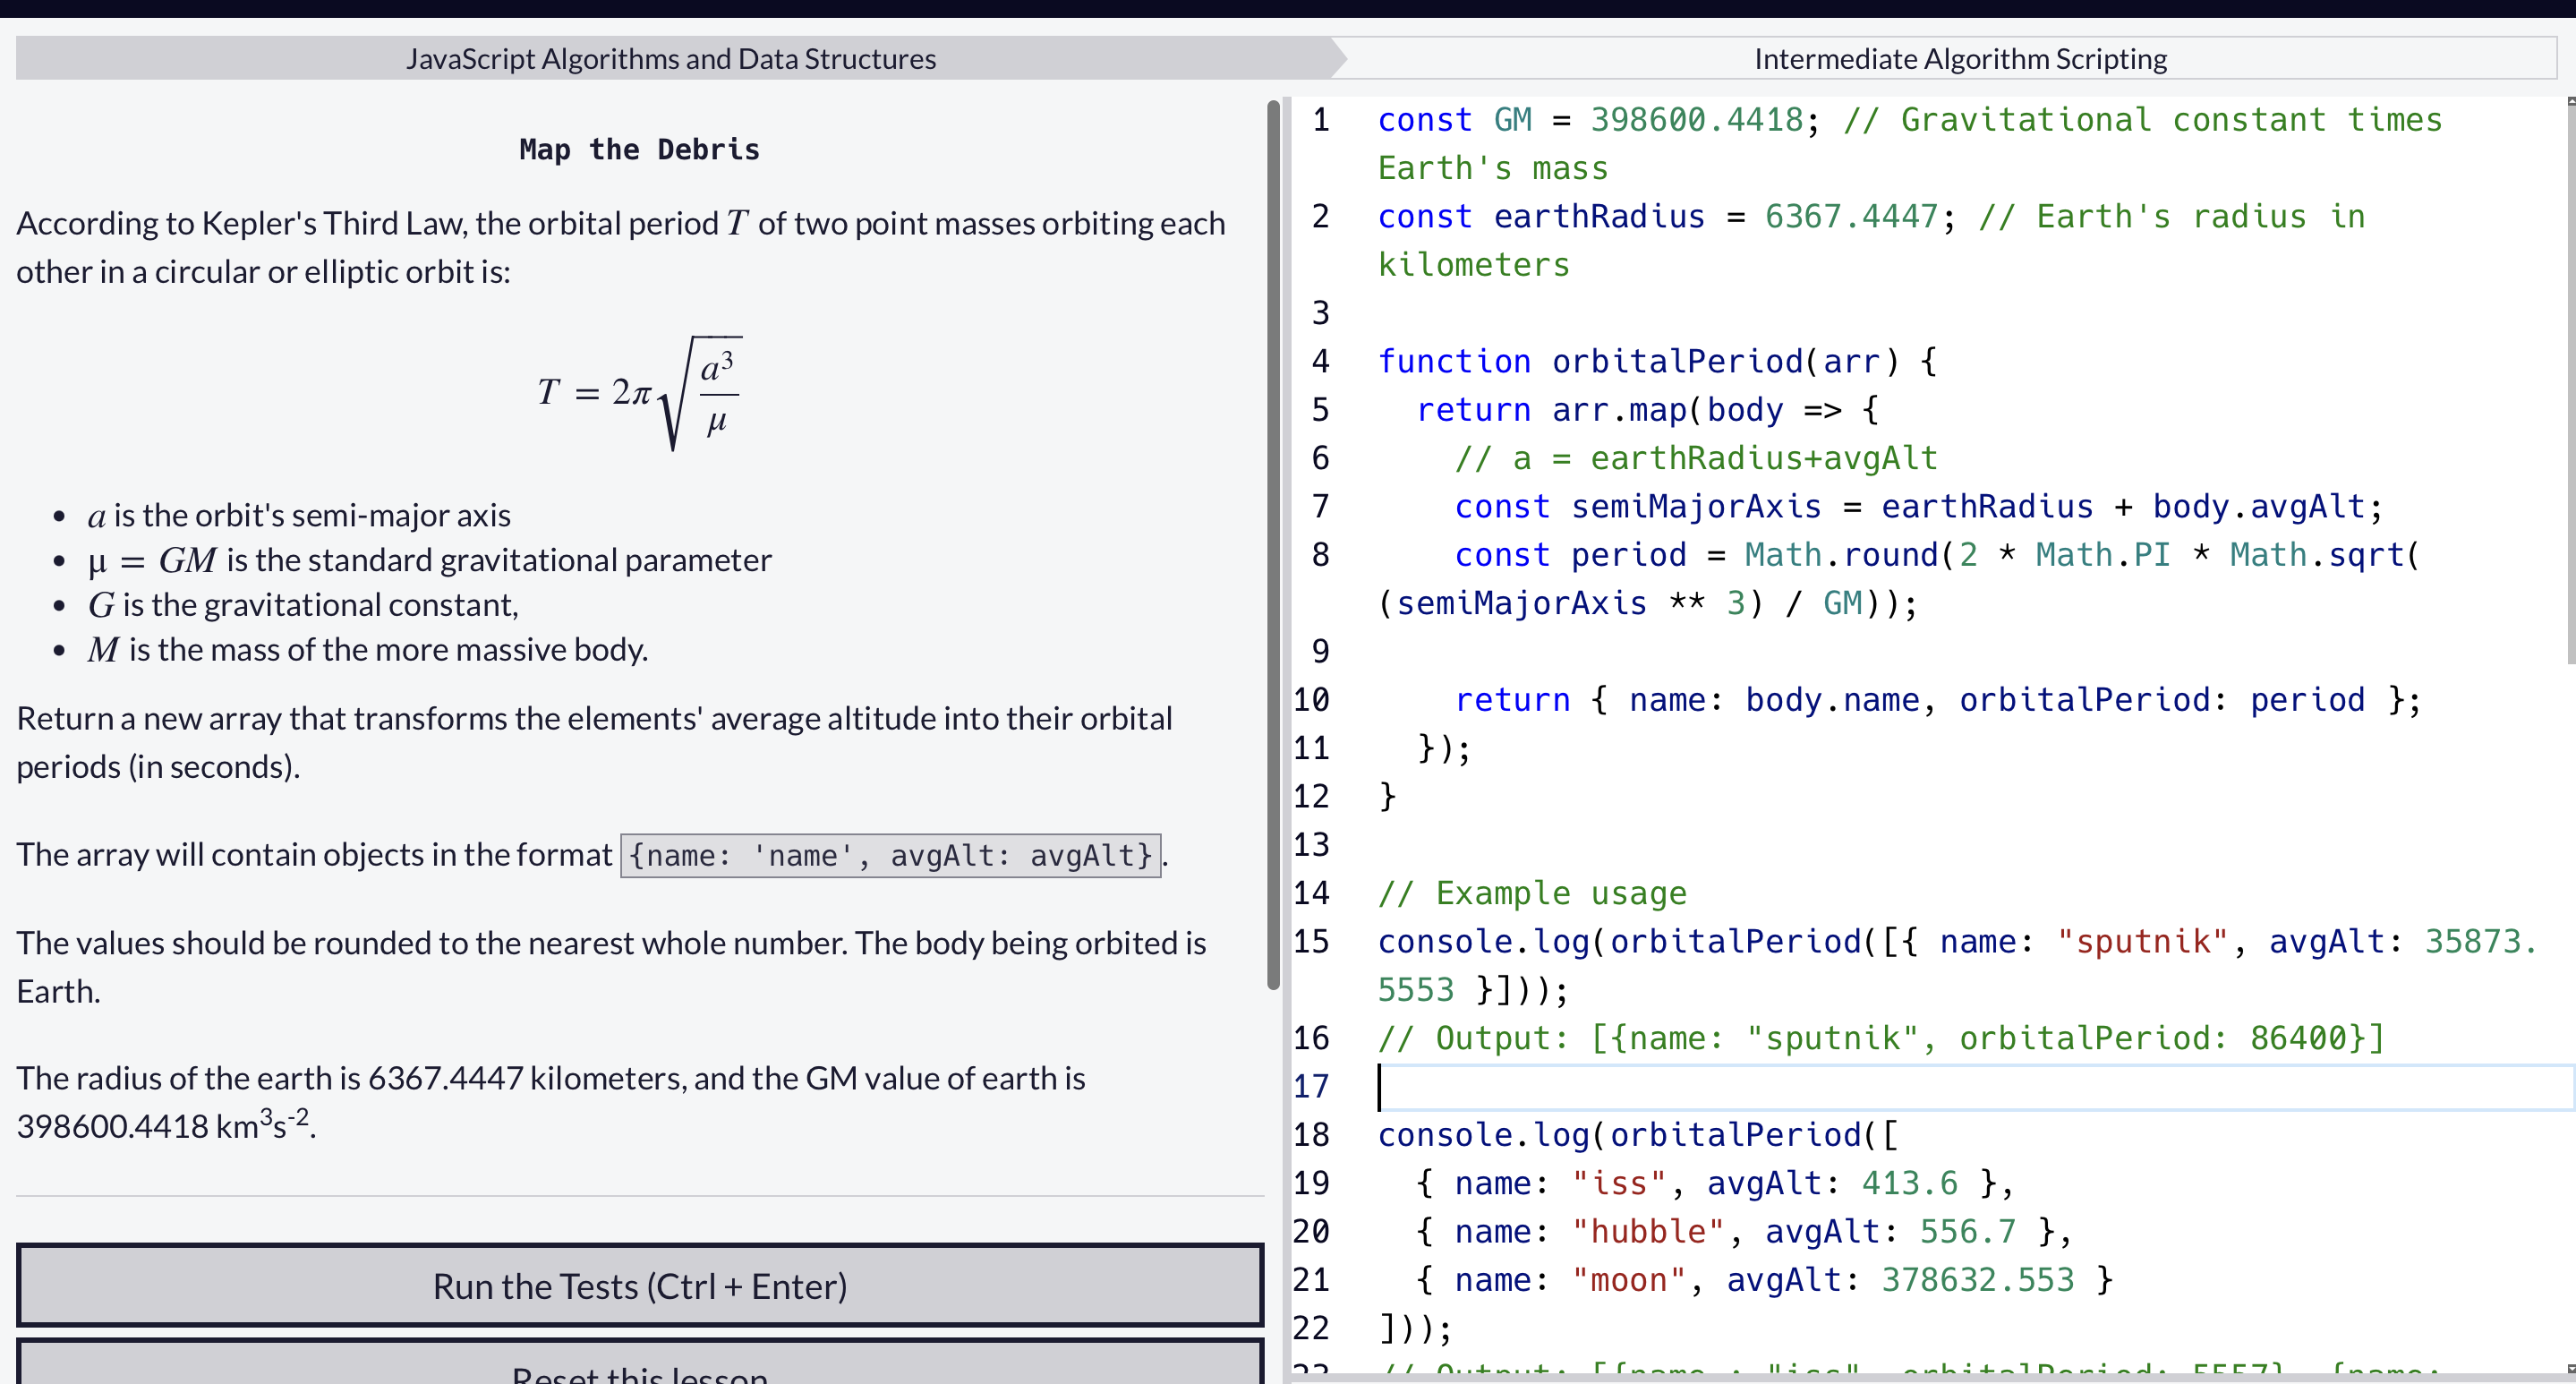 JavaScript Algorithms and Data Structures
Intermediate Algorithm Scripting
Map the Debris
According to Kepler's Third Law, the orbital period T of two point masses orbiting each
other in a circular or elliptic orbit is:
T = 2π√(a³/μ)
• a is the orbit's semi-major axis
• μ = GM is the standard gravitational parameter
• G is the gravitational constant,
• M is the mass of the more massive body.
Return a new array that transforms the elements' average altitude into their orbital
periods (in seconds).
The array will contain objects in the format {name: 'name', avgAlt: avgAlt}.
The values should be rounded to the nearest whole number. The body being orbited is
Earth.
The radius of the earth is 6367.4447 kilometers, and the GM value of earth is
398600.4418 km³s⁻².
Run the Tests (Ctrl + Enter)
Reset this lesson
1 const GM = 398600.4418; // Gravitational constant times
Earth's mass
2 const earthRadius = 6367.4447; // Earth's radius in
kilometers
3
4 function orbitalPeriod(arr) {
5 return arr.map(body => {
6 // a = earthRadius+avgAlt
7 const semiMajorAxis = earthRadius + body.avgAlt;
8 const period = Math.round(2 * Math.PI * Math.sqrt(
(semiMajorAxis ** 3) / GM));
9
10 return { name: body.name, orbitalPeriod: period };
11 });
12 }
13
14 // Example usage
15 console.log(orbitalPeriod([{ name: "sputnik", avgAlt: 35873.
5553 }]));
16 // Output: [{name: "sputnik", orbitalPeriod: 86400}]
17
18 console.log(orbitalPeriod([
19 { name: "iss", avgAlt: 413.6 },
20 { name: "hubble", avgAlt: 556.7 },
21 { name: "moon", avgAlt: 378632.553 }
22 ]));
23 // Output: [{name : "iss", orbitalPeriod: 5557}, {name: